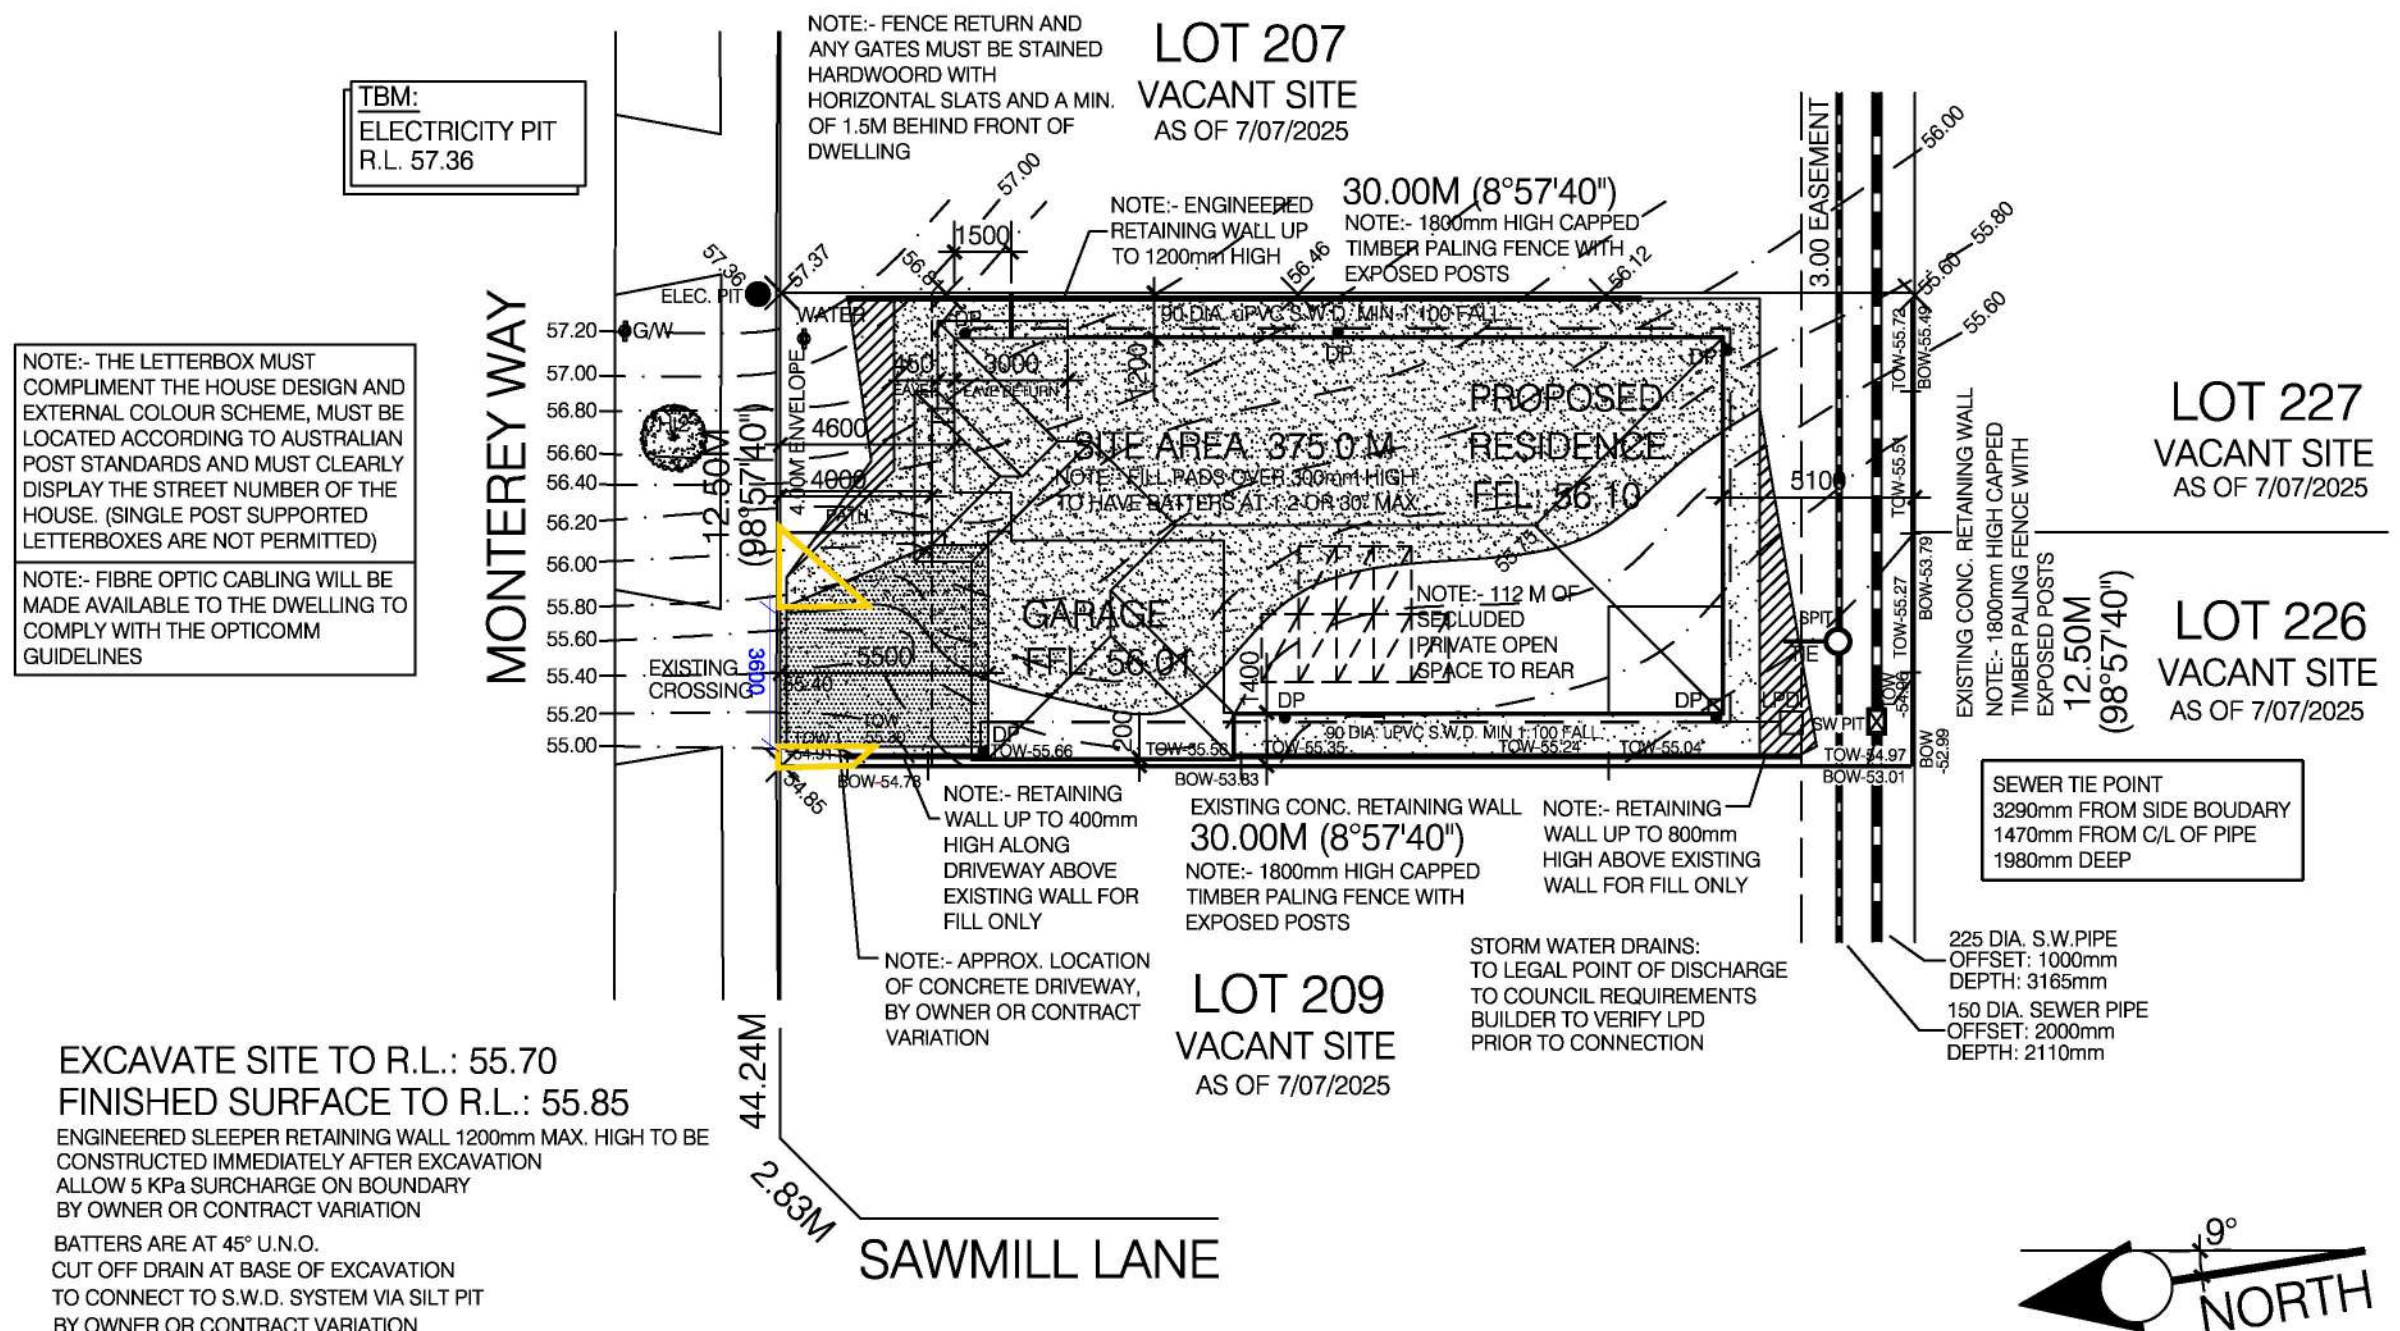 NOTE:- FENCE RETURN AND
ANY GATES MUST BE STAINED
HARDWOORD WITH
HORIZONTAL SLATS AND A MIN.
OF 1.5M BEHIND FRONT OF
DWELLING
LOT 207
VACANT SITE
AS OF 7/07/2025
TBM:
ELECTRICITY PIT
R.L. 57.36
57.00
1500
NOTE:- ENGINEERED
RETAINING WALL UP
TO 1200mm HIGH
30.00M (8°57'40")
NOTE:- 1800mm HIGH CAPPED
TIMBER PALING FENCE WITH
EXPOSED POSTS
3.00 EASEMENT
56.00
55.80
55.60
55.60
57.36
57.37
56.81
56.46
56.12
ELEC. PIT
WATER
G/W
DP
90 DIA. uPVC S.W.D. MIN 1:100 FALL
DP
DP
MONTEREY WAY
57.20
57.00
56.80
56.60
56.40
56.20
56.00
55.80
55.60
55.40
55.20
55.00
NOTE:- THE LETTERBOX MUST
COMPLIMENT THE HOUSE DESIGN AND
EXTERNAL COLOUR SCHEME, MUST BE
LOCATED ACCORDING TO AUSTRALIAN
POST STANDARDS AND MUST CLEARLY
DISPLAY THE STREET NUMBER OF THE
HOUSE. (SINGLE POST SUPPORTED
LETTERBOXES ARE NOT PERMITTED)
NOTE:- FIBRE OPTIC CABLING WILL BE
MADE AVAILABLE TO THE DWELLING TO
COMPLY WITH THE OPTICOMM
GUIDELINES
12.50M
(98°57'40")
4.00M ENVELOPE
450
EAVES
3000
EAVE RETURN
1200
4600
4000
PATH
SITE AREA 375.0 M
NOTE:- FILL PADS OVER 300mm HIGH
TO HAVE BATTERS AT 1:2 OR 30° MAX.
PROPOSED
RESIDENCE
FFL 56.10
5100
TOW-55.72
BOW-55.49
TOW-55.51
TOW-55.27
BOW-53.79
EXISTING CONC. RETAINING WALL
NOTE:- 1800mm HIGH CAPPED
TIMBER PALING FENCE WITH
EXPOSED POSTS
12.50M
(98°57'40")
LOT 227
VACANT SITE
AS OF 7/07/2025
LOT 226
VACANT SITE
AS OF 7/07/2025
55.75
GARAGE
FFL 56.01
NOTE:- 112 M OF
SECLUDED
PRIVATE OPEN
SPACE TO REAR
SPIT
TIE
EXISTING
CROSSING
3600
5500
55.40
1400
DP
DP
LPD
SW PIT
TOW
55.30
TOW
54.91
DP
TOW-55.66
200
TOW-55.56
TOW-55.35
90 DIA. uPVC S.W.D. MIN 1:100 FALL
TOW-55.24
TOW-55.04
TOW-54.97
BOW-53.01
BOW
-52.99
54.85
BOW-54.73
BOW-53.83
NOTE:- RETAINING
WALL UP TO 400mm
HIGH ALONG
DRIVEWAY ABOVE
EXISTING WALL FOR
FILL ONLY
EXISTING CONC. RETAINING WALL
30.00M (8°57'40")
NOTE:- 1800mm HIGH CAPPED
TIMBER PALING FENCE WITH
EXPOSED POSTS
NOTE:- RETAINING
WALL UP TO 800mm
HIGH ABOVE EXISTING
WALL FOR FILL ONLY
SEWER TIE POINT
3290mm FROM SIDE BOUDARY
1470mm FROM C/L OF PIPE
1980mm DEEP
NOTE:- APPROX. LOCATION
OF CONCRETE DRIVEWAY,
BY OWNER OR CONTRACT
VARIATION
LOT 209
VACANT SITE
AS OF 7/07/2025
STORM WATER DRAINS:
TO LEGAL POINT OF DISCHARGE
TO COUNCIL REQUIREMENTS
BUILDER TO VERIFY LPD
PRIOR TO CONNECTION
225 DIA. S.W.PIPE
OFFSET: 1000mm
DEPTH: 3165mm
150 DIA. SEWER PIPE
OFFSET: 2000mm
DEPTH: 2110mm
44.24M
2.83M
SAWMILL LANE
EXCAVATE SITE TO R.L.: 55.70
FINISHED SURFACE TO R.L.: 55.85
ENGINEERED SLEEPER RETAINING WALL 1200mm MAX. HIGH TO BE
CONSTRUCTED IMMEDIATELY AFTER EXCAVATION
ALLOW 5 KPa SURCHARGE ON BOUNDARY
BY OWNER OR CONTRACT VARIATION
BATTERS ARE AT 45° U.N.O.
CUT OFF DRAIN AT BASE OF EXCAVATION
TO CONNECT TO S.W.D. SYSTEM VIA SILT PIT
BY OWNER OR CONTRACT VARIATION
9°
NORTH